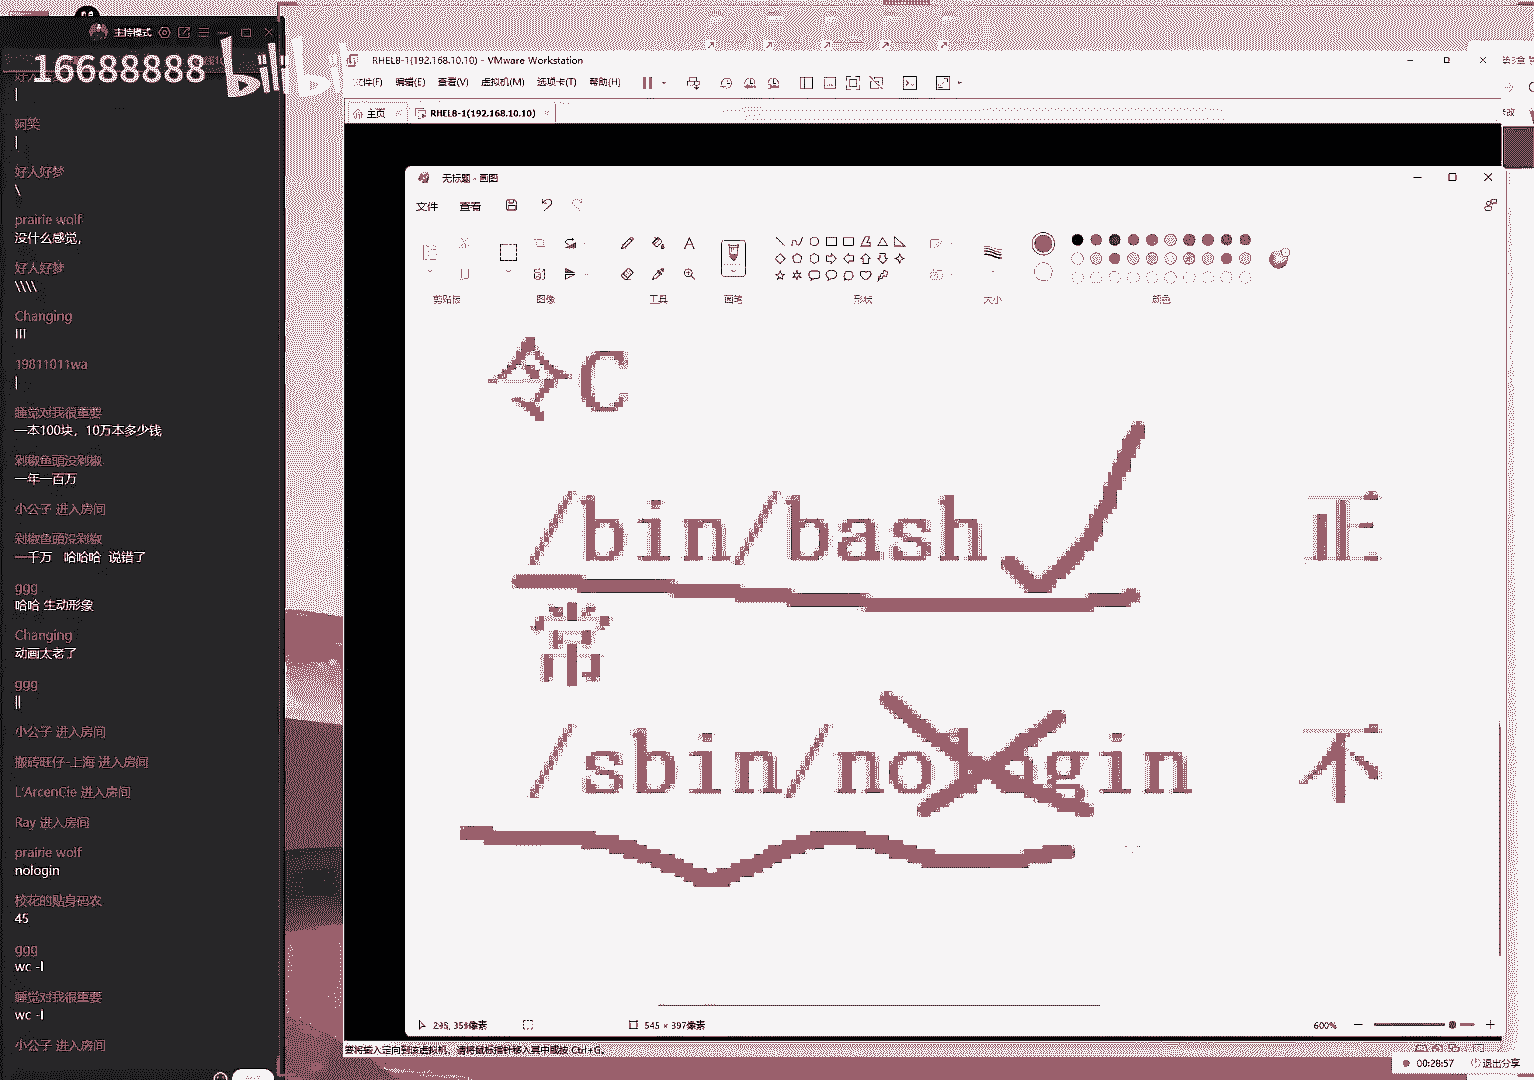 主持模式
16688888 bilibili
|
阿笑
|
好人好梦
\
prairie wolf
没什么感觉,
好人好梦
\\\\
Changing
III
19811011wa
|
睡觉对我很重要
一本100块，10万本多少钱
剁椒鱼頭没剁椒
一年一百万
小公子 进入房间
剁椒鱼頭没剁椒
一千万 哈哈哈 说错了
ggg
哈哈 生动形象
Changing
动画太老了
ggg
||
小公子 进入房间
搬砖旺仔-上海 进入房间
L'ArcenCie 进入房间
Ray 进入房间
prairie wolf
nologin
校花的贴身码农
45
ggg
wc -l
睡觉对我很重要
wc -l
小公子 进入房间
RHEL8-1(192.168.10.10) - VMware Workstation
文件(F) 编辑(E) 查看(V) 虚拟机(M) 选项卡(T) 帮助(H)
主页 RHEL8-1(192.168.10.10)
无标题 - 画图
文件 查看
剪贴板 图像 工具 画笔 形状 大小 颜色
令C
/bin/bash 正
常
/sbin/nologin 不
545 × 397像素 600%
要将输入定向到该虚拟机，请将鼠标指针移入其中或按 Ctrl+G。
00:28:57 退出分享